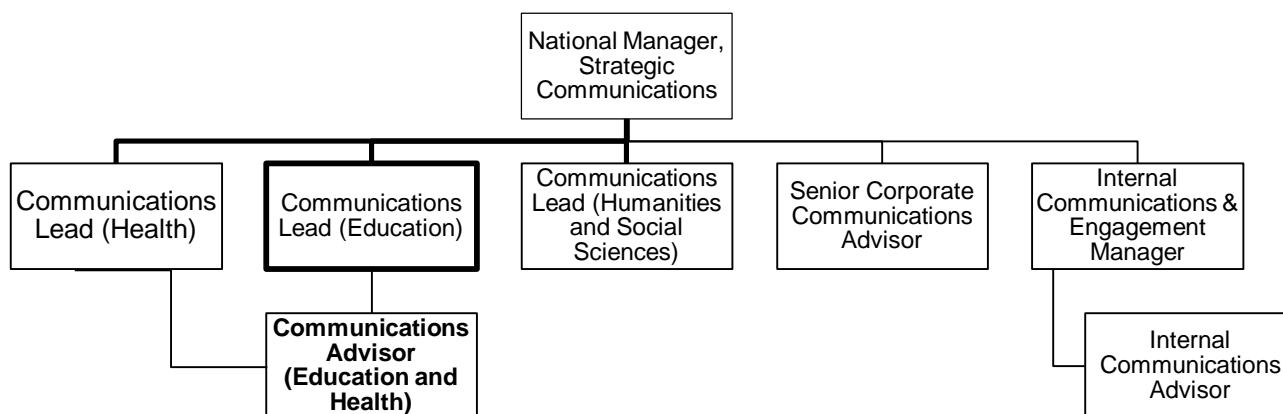 National Manager,
Strategic
Communications
Communications
Lead (Health)
Communications
Lead (Education)
Communications
Lead (Humanities
and Social
Sciences)
Senior Corporate
Communications
Advisor
Internal
Communications &
Engagement
Manager
Communications
Advisor
(Education and
Health)
Internal
Communications
Advisor